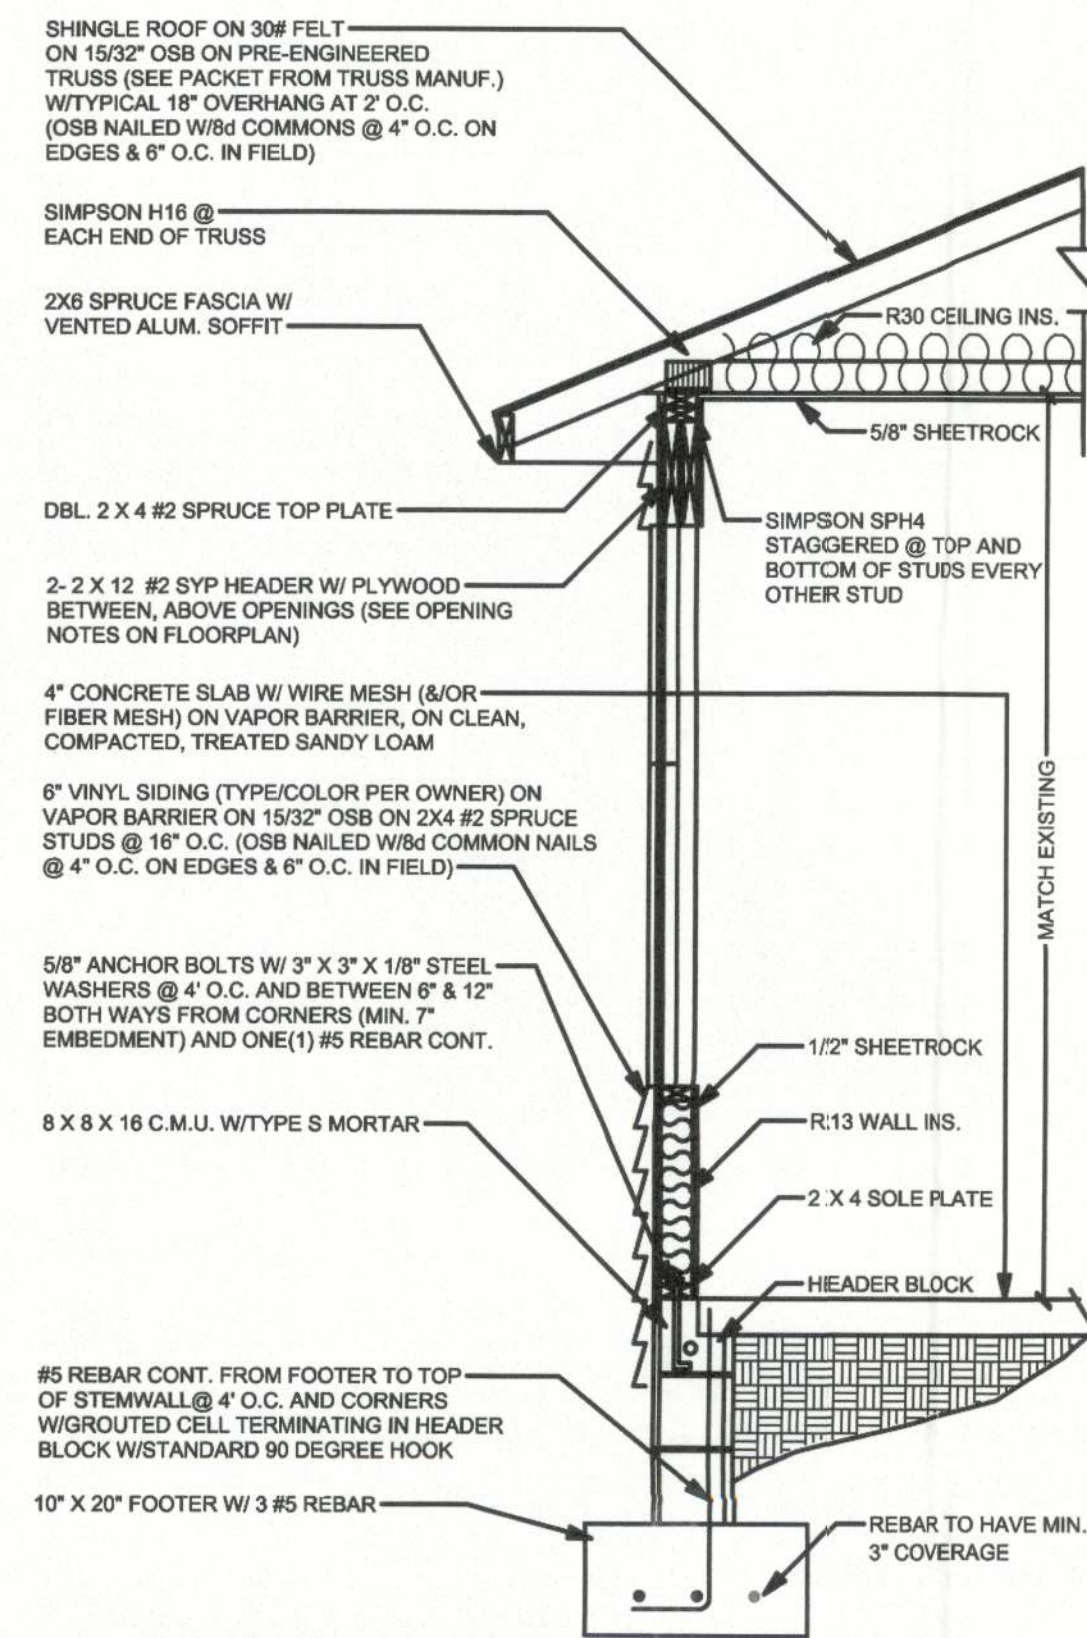 SHINGLE ROOF ON 30# FELT
ON 15/32" OSB ON PRE-ENGINEERED
TRUSS (SEE PACKET FROM TRUSS MANUF.)
W/TYPICAL 18" OVERHANG AT 2' O.C.
(OSB NAILED W/8d COMMONS @ 4" O.C. ON
EDGES & 6" O.C. IN FIELD)
SIMPSON H16 @
EACH END OF TRUSS
2X6 SPRUCE FASCIA W/
VENTED ALUM. SOFFIT
R30 CEILING INS.
5/8" SHEETROCK
DBL. 2 X 4 #2 SPRUCE TOP PLATE
SIMPSON SPH4
STAGGERED @ TOP AND
BOTTOM OF STUDS EVERY
OTHER STUD
2- 2 X 12 #2 SYP HEADER W/ PLYWOOD
BETWEEN, ABOVE OPENINGS (SEE OPENING
NOTES ON FLOORPLAN)
4" CONCRETE SLAB W/ WIRE MESH (&/OR
FIBER MESH) ON VAPOR BARRIER, ON CLEAN,
COMPACTED, TREATED SANDY LOAM
6" VINYL SIDING (TYPE/COLOR PER OWNER) ON
VAPOR BARRIER ON 15/32" OSB ON 2X4 #2 SPRUCE
STUDS @ 16" O.C. (OSB NAILED W/8d COMMON NAILS
@ 4" O.C. ON EDGES & 6" O.C. IN FIELD)
MATCH EXISTING
5/8" ANCHOR BOLTS W/ 3" X 3" X 1/8" STEEL
WASHERS @ 4' O.C. AND BETWEEN 6" & 12"
BOTH WAYS FROM CORNERS (MIN. 7"
EMBEDMENT) AND ONE(1) #5 REBAR CONT.
1/2" SHEETROCK
8 X 8 X 16 C.M.U. W/TYPE S MORTAR
R13 WALL INS.
2 X 4 SOLE PLATE
HEADER BLOCK
#5 REBAR CONT. FROM FOOTER TO TOP
OF STEMWALL@ 4' O.C. AND CORNERS
W/GROUTED CELL TERMINATING IN HEADER
BLOCK W/STANDARD 90 DEGREE HOOK
10" X 20" FOOTER W/ 3 #5 REBAR
REBAR TO HAVE MIN.
3" COVERAGE